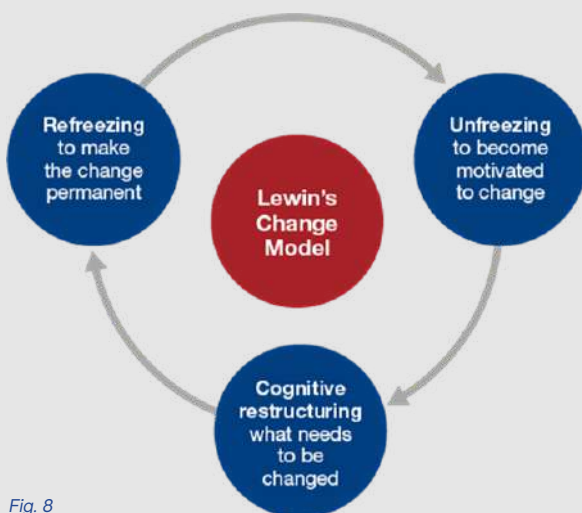 Refreezing
to make
the change
permanent
Unfreezing
to become
motivated
to change
Lewin's
Change
Model
Cognitive
restructuring
what needs
to be
changed
Fig. 8